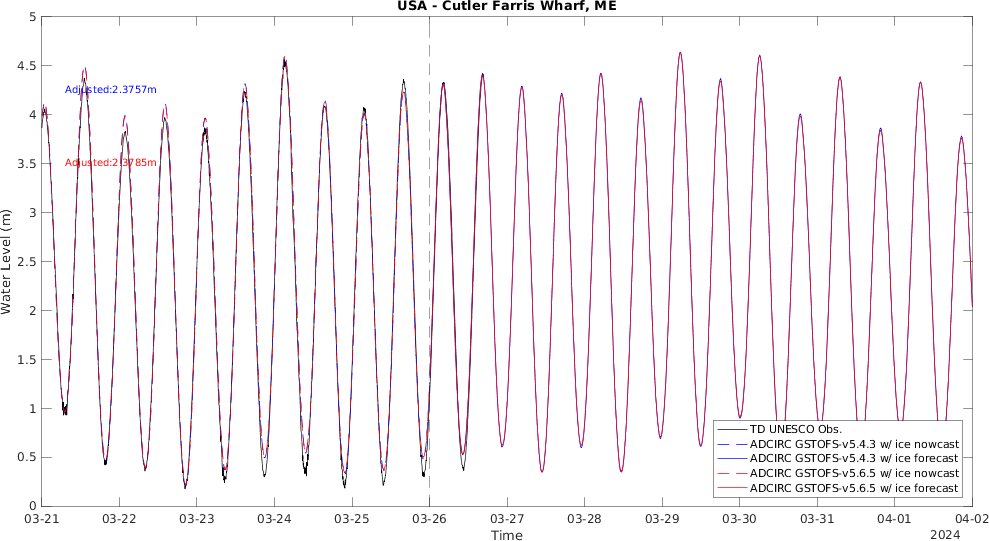 USA - Cutler Farris Wharf, ME
5
4.5
4
3.5
3
2.5
2
1.5
1
0.5
0
Water Level (m)
Adjusted:2.3757m
Adjusted:2.3785m
TD UNESCO Obs.
ADCIRC GSTOFS-v5.4.3 w/ ice nowcast
ADCIRC GSTOFS-v5.4.3 w/ ice forecast
ADCIRC GSTOFS-v5.6.5 w/ ice nowcast
ADCIRC GSTOFS-v5.6.5 w/ ice forecast
03-21 03-22 03-23 03-24 03-25 03-26 03-27 03-28 03-29 03-30 03-31 04-01 04-02
Time
2024